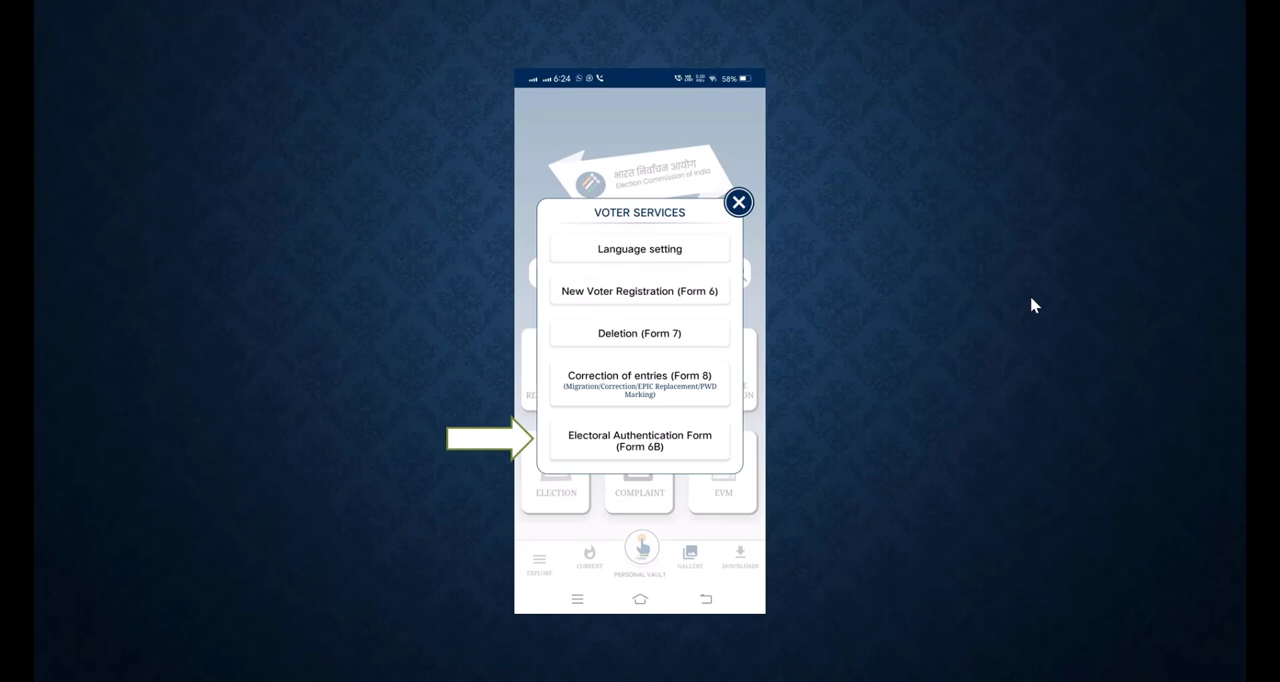 6:24
58%
भारत निर्वाचन आयोग
Election Commission of India
VOTER SERVICES
Language setting
New Voter Registration (Form 6)
Deletion (Form 7)
Correction of entries (Form 8)
(Migration/Correction/EPIC Replacement/PWD
Marking)
Electoral Authentication Form
(Form 6B)
ELECTION
COMPLAINT
EVM
EXPLORE
CURRENT
PERSONAL VAULT
GALLERY
DOWNLOADS